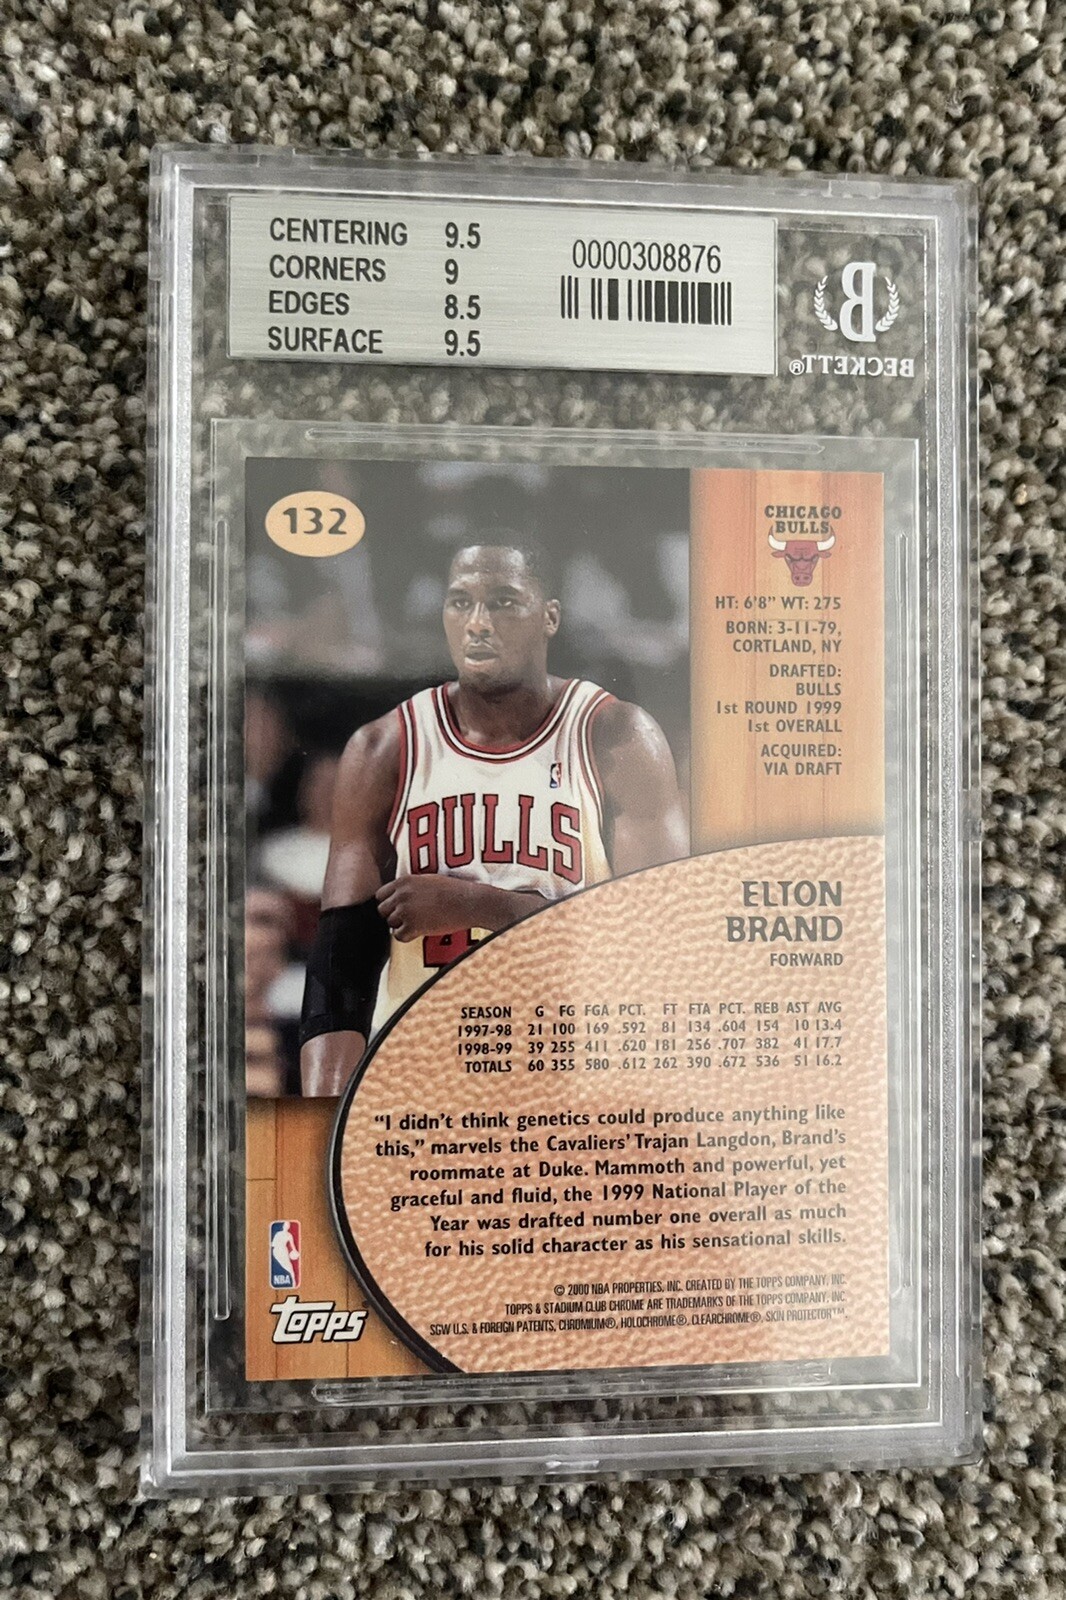 CENTERING 9.5
CORNERS 9
EDGES 8.5
SURFACE 9.5
0000308876
BECKETT®
132
CHICAGO
BULLS
HT: 6'8" WT: 275
BORN: 3-11-79,
CORTLAND, NY
DRAFTED:
BULLS
1st ROUND 1999
1st OVERALL
ACQUIRED:
VIA DRAFT
BULLS
4
ELTON
BRAND
FORWARD
SEASON G FG FGA PCT. FT FTA PCT. REB AST AVG
1997-98 21 100 169 .592 81 134 .604 154 10 13.4
1998-99 39 255 411 .620 181 256 .707 382 41 17.7
TOTALS 60 355 580 .612 262 390 .672 536 51 16.2
"I didn't think genetics could produce anything like
this," marvels the Cavaliers' Trajan Langdon, Brand's
roommate at Duke. Mammoth and powerful, yet
graceful and fluid, the 1999 National Player of the
Year was drafted number one overall as much
for his solid character as his sensational skills.
NBA
TOPPS
© 2000 NBA PROPERTIES, INC. CREATED BY THE TOPPS COMPANY, INC.
TOPPS & STADIUM CLUB CHROME ARE TRADEMARKS OF THE TOPPS COMPANY, INC.
SGW U.S. & FOREIGN PATENTS, CHROMIUM®, HOLOCHROME®, CLEARCHROME®, SKIN PROTECTOR™.